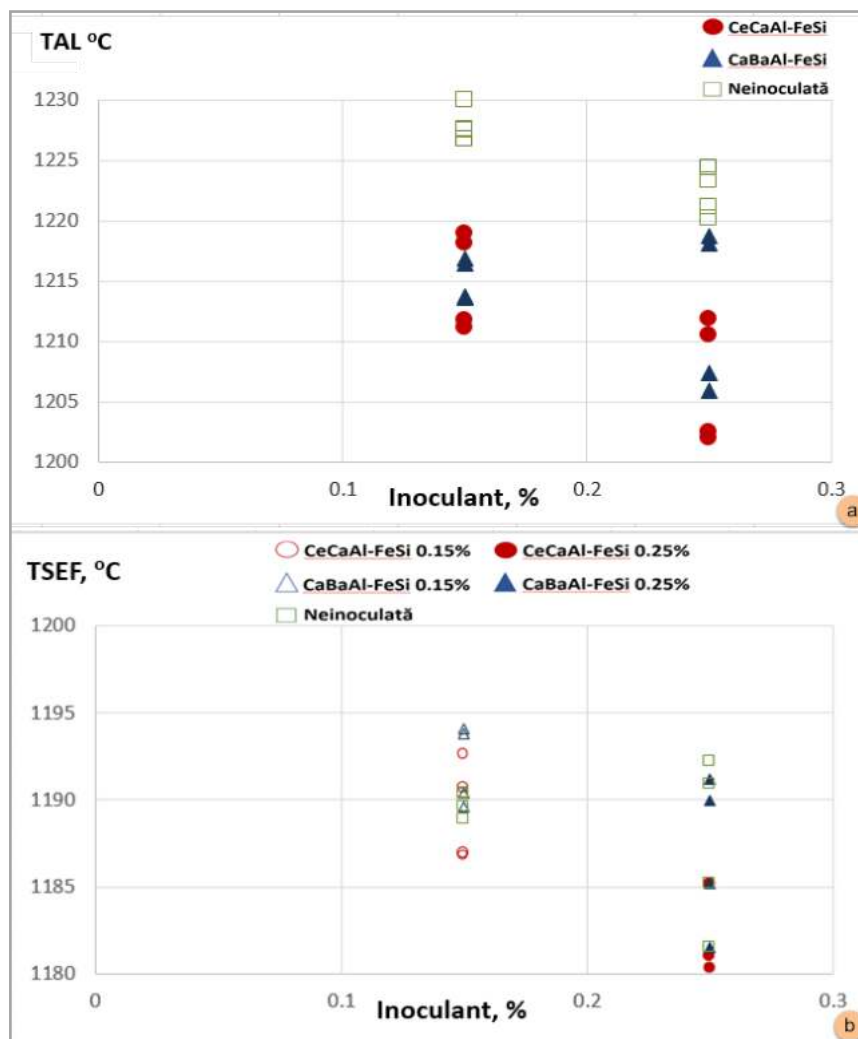 TAL ºC
CeCaAl-FeSi
CaBaAl-FeSi
Neinoculată
1230
1225
1220
1215
1210
1205
1200
0
0.1
0.2
0.3
Inoculant, %
a
CeCaAl-FeSi 0.15% CeCaAl-FeSi 0.25%
TSEF, ºC
CaBaAl-FeSi 0.15% CaBaAl-FeSi 0.25%
Neinoculată
1200
1195
1190
1185
1180
0
0.1
0.2
0.3
Inoculant, %
b